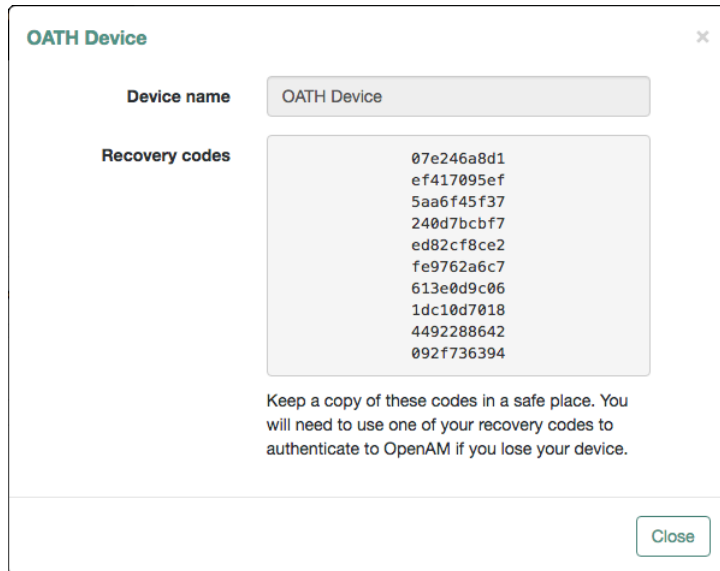 OATH Device
×
Device name
OATH Device
Recovery codes
07e246a8d1
ef417095ef
5aa6f45f37
240d7bcbf7
ed82cf8ce2
fe9762a6c7
613e0d9c06
1dc10d7018
4492288642
092f736394
Keep a copy of these codes in a safe place. You
will need to use one of your recovery codes to
authenticate to OpenAM if you lose your device.
Close